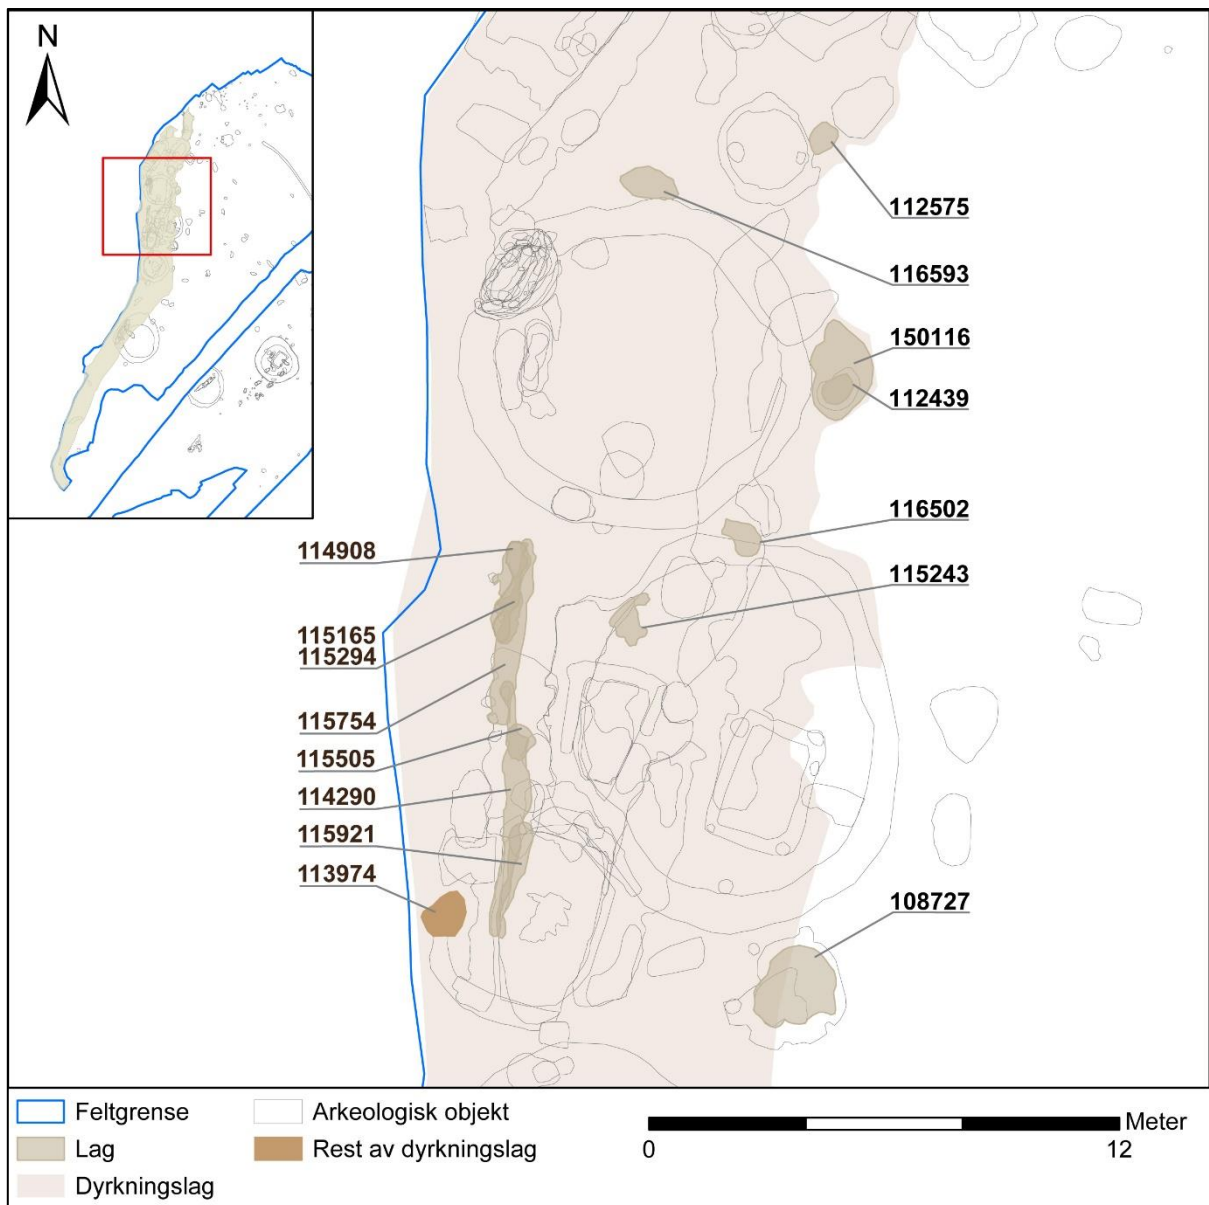 N
112575
116593
150116
112439
116502
115243
114908
115165
115294
115754
115505
114290
115921
113974
108727
Feltgrense
Arkeologisk objekt
Meter
Lag
Rest av dyrkningslag
0
12
Dyrkningslag